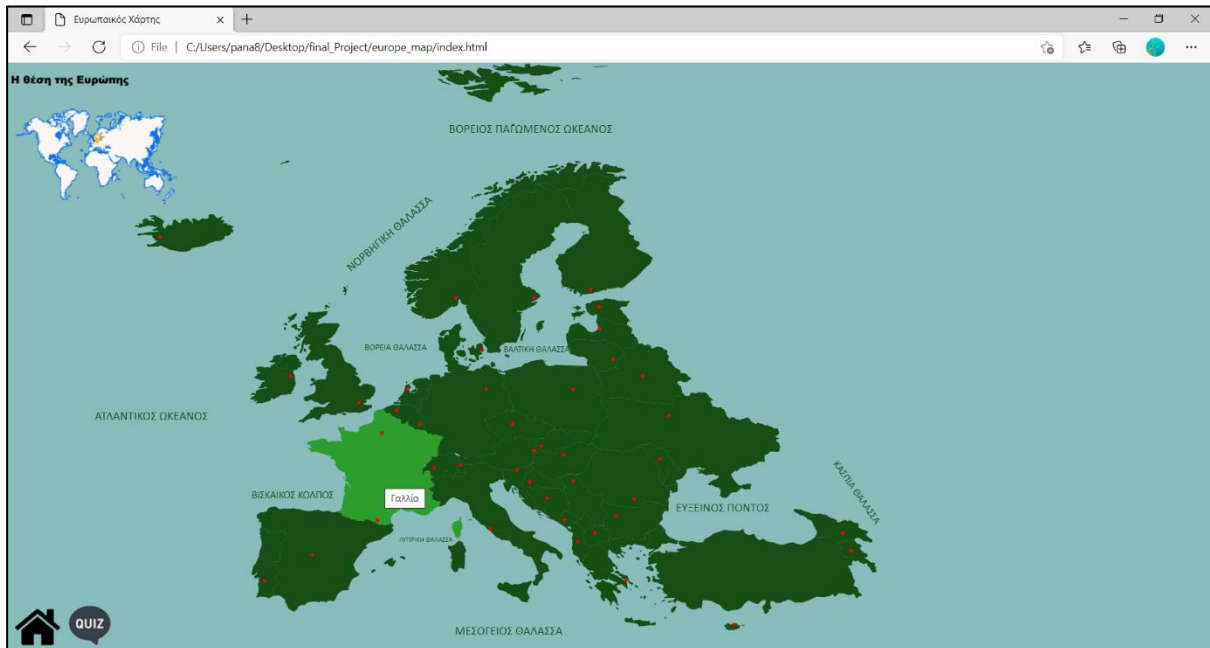 Ευρωπαικός Χάρτης
File | C:/Users/pana8/Desktop/final_Project/europe_map/index.html
Η θέση της Ευρώπης
ΒΟΡΕΙΟΣ ΠΑΓΩΜΕΝΟΣ ΩΚΕΑΝΟΣ
ΝΟΡΒΗΓΙΚΗ ΘΑΛΑΣΣΑ
ΒΟΡΕΙΑ ΘΑΛΑΣΣΑ
ΒΑΛΤΙΚΗ ΘΑΛΑΣΣΑ
ΑΤΛΑΝΤΙΚΟΣ ΩΚΕΑΝΟΣ
ΚΑΣΠΙΑ ΘΑΛΑΣΣΑ
ΒΙΣΚΑΙΚΟΣ ΚΟΛΠΟΣ
Γαλλία
ΕΥΞΕΙΝΟΣ ΠΟΝΤΟΣ
ΛΙΓΥΡΙΚΗ ΘΑΛΑΣΣΑ
QUIZ
ΜΕΣΟΓΕΙΟΣ ΘΑΛΑΣΣΑ